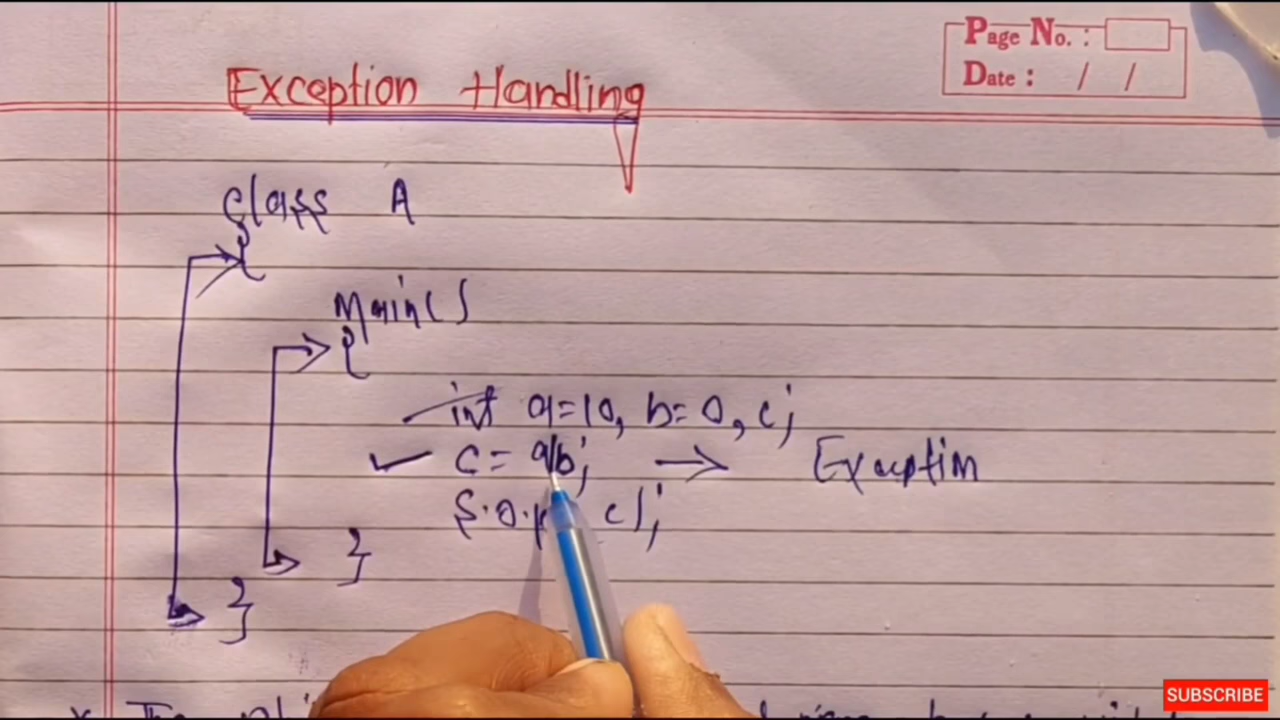 Page No. :
Date : / /
Exception Handling
class A
{
Main()
{
int a=10, b=0, c;
c = a/b; → Exception
S.o.p( c);
}
}
SUBSCRIBE